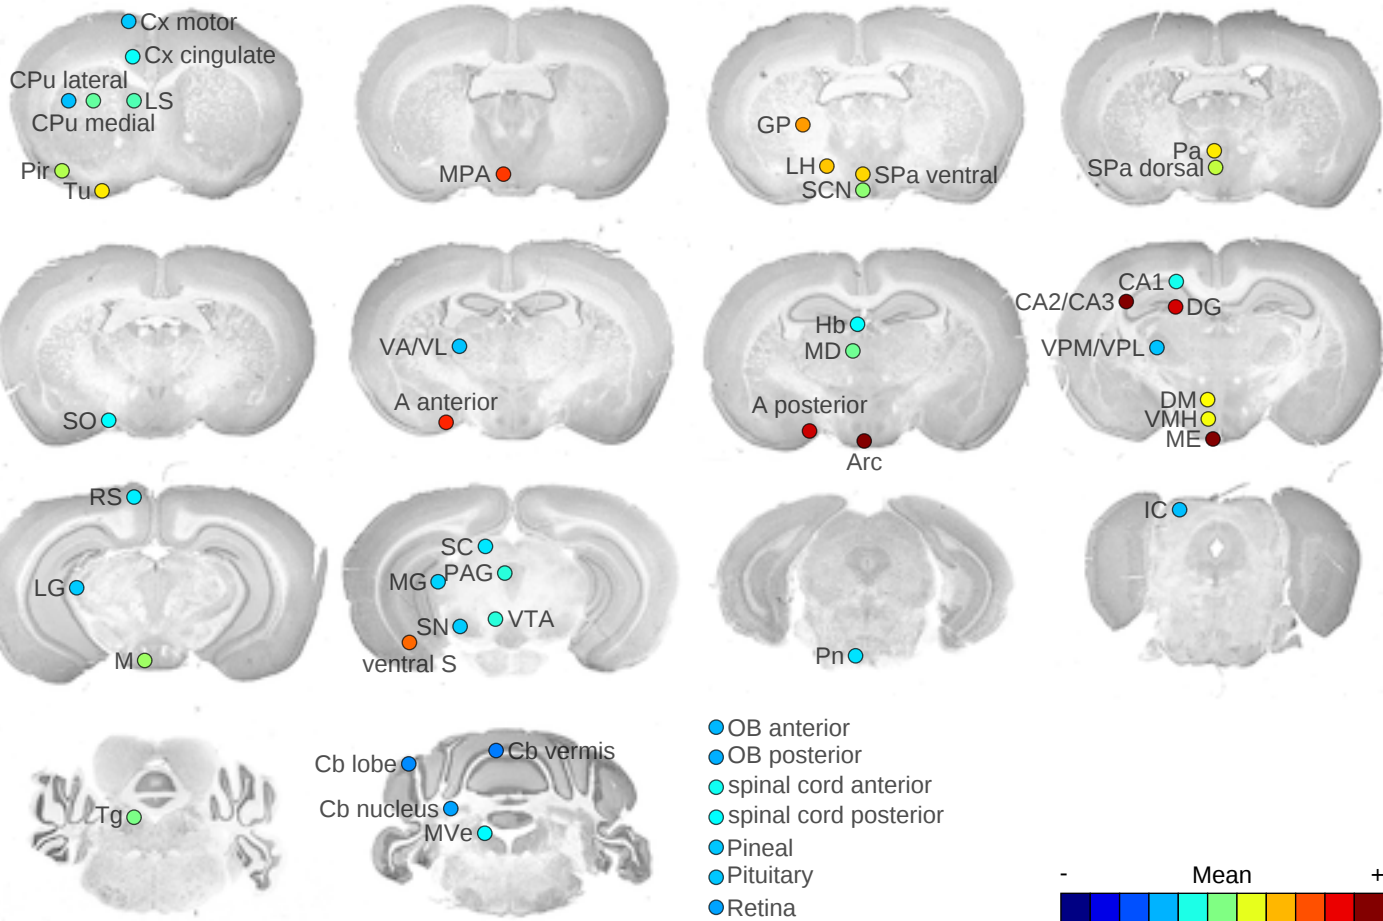 Cx motor
Cx cingulate
CPu lateral
LS
CPu medial
Pir
Tu
MPA
GP
LH
SPa ventral
SCN
Pa
SPa dorsal
SO
VA/VL
A anterior
Hb
MD
A posterior
Arc
CA1
CA2/CA3
DG
VPM/VPL
DM
VMH
ME
RS
LG
M
SC
MG
PAG
SN
VTA
ventral S
Pn
IC
Tg
Cb lobe
Cb vermis
Cb nucleus
MVe
OB anterior
OB posterior
spinal cord anterior
spinal cord posterior
Pineal
Pituitary
Retina
- Mean +